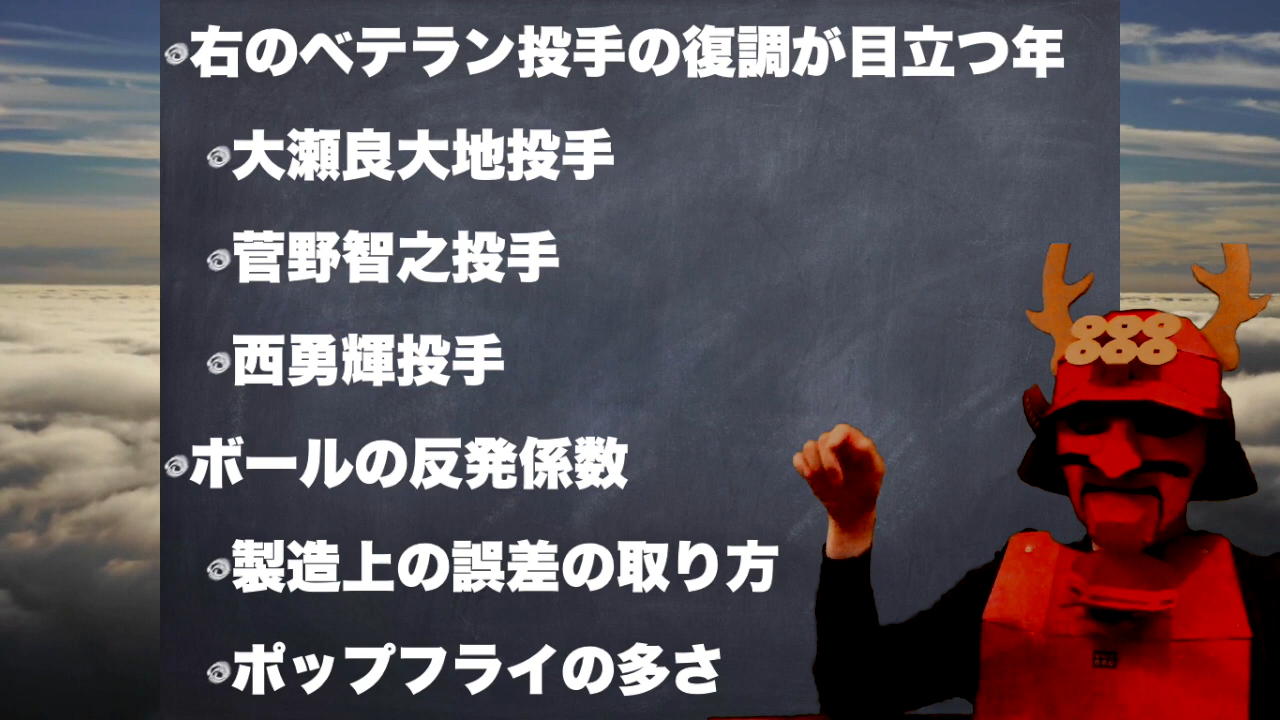 右のベテラン投手の復調が目立つ年
大瀬良大地投手
菅野智之投手
西勇輝投手
ボールの反発係数
製造上の誤差の取り方
ポップフライの多さ